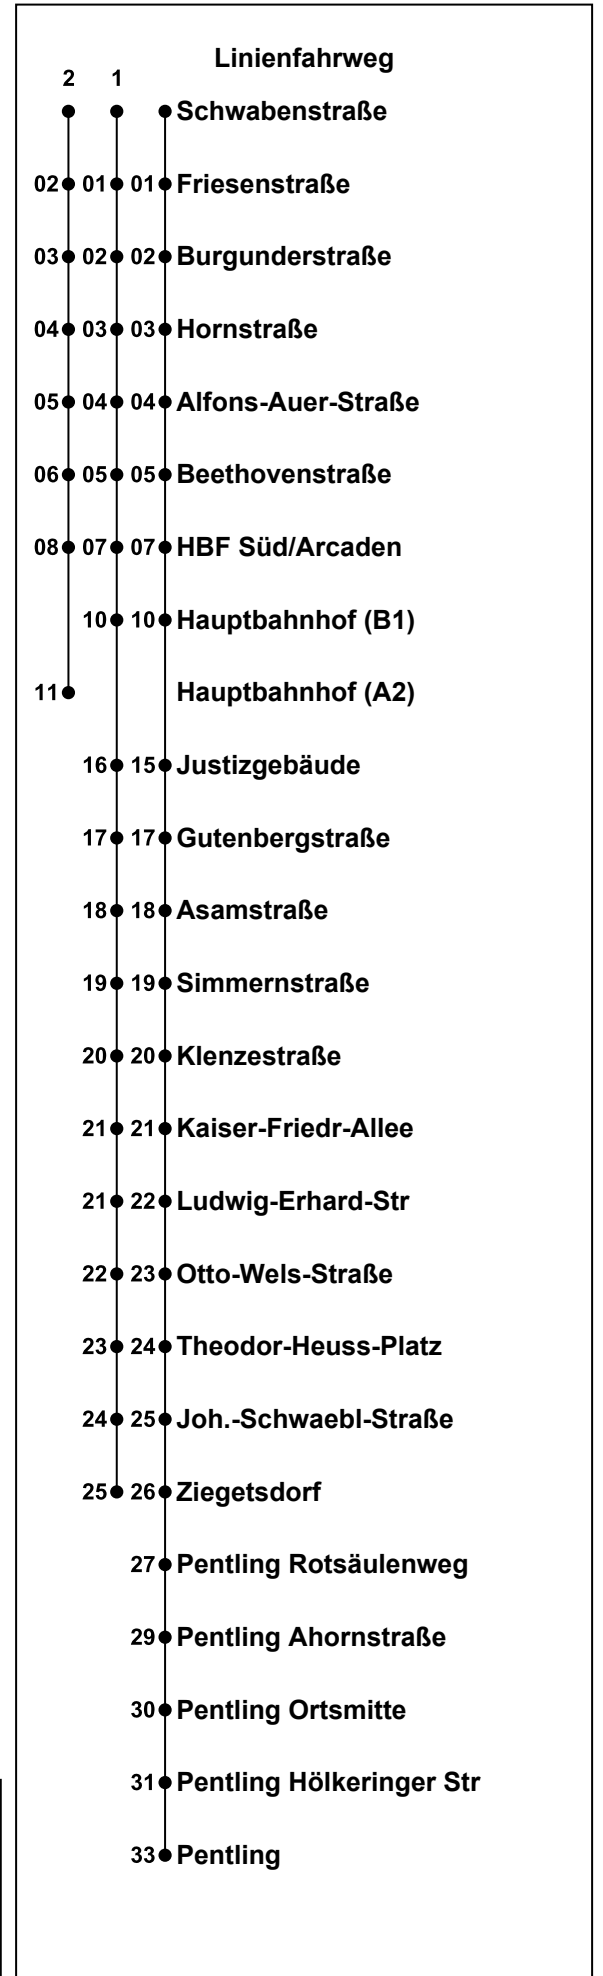 Linienfahrweg
2 1
Schwabenstraße
02 01 01 Friesenstraße
03 02 02 Burgunderstraße
04 03 03 Hornstraße
05 04 04 Alfons-Auer-Straße
06 05 05 Beethovenstraße
08 07 07 HBF Süd/Arcaden
10 10 Hauptbahnhof (B1)
11 Hauptbahnhof (A2)
16 15 Justizgebäude
17 17 Gutenbergstraße
18 18 Asamstraße
19 19 Simmernstraße
20 20 Klenzestraße
21 21 Kaiser-Friedr-Allee
21 22 Ludwig-Erhard-Str
22 23 Otto-Wels-Straße
23 24 Theodor-Heuss-Platz
24 25 Joh.-Schwaebl-Straße
25 26 Ziegetsdorf
27 Pentling Rotsäulenweg
29 Pentling Ahornstraße
30 Pentling Ortsmitte
31 Pentling Hölkeringer Str
33 Pentling